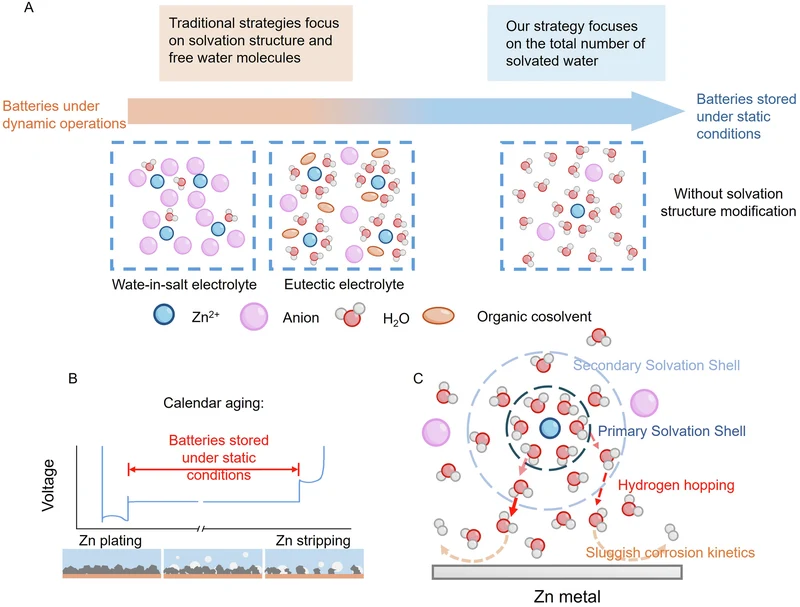 A
Traditional strategies focus
on solvation structure and
free water molecules
Our strategy focuses
on the total number of
solvated water
Batteries under
dynamic operations
Batteries stored
under static
conditions
Without solvation
structure modification
Wate-in-salt electrolyte
Eutectic electrolyte
Zn²⁺
Anion
H₂O
Organic cosolvent
B
Calendar aging:
Batteries stored
under static
conditions
Voltage
Zn plating
Zn stripping
C
Secondary Solvation Shell
Primary Solvation Shell
Hydrogen hopping
Sluggish corrosion kinetics
Zn metal